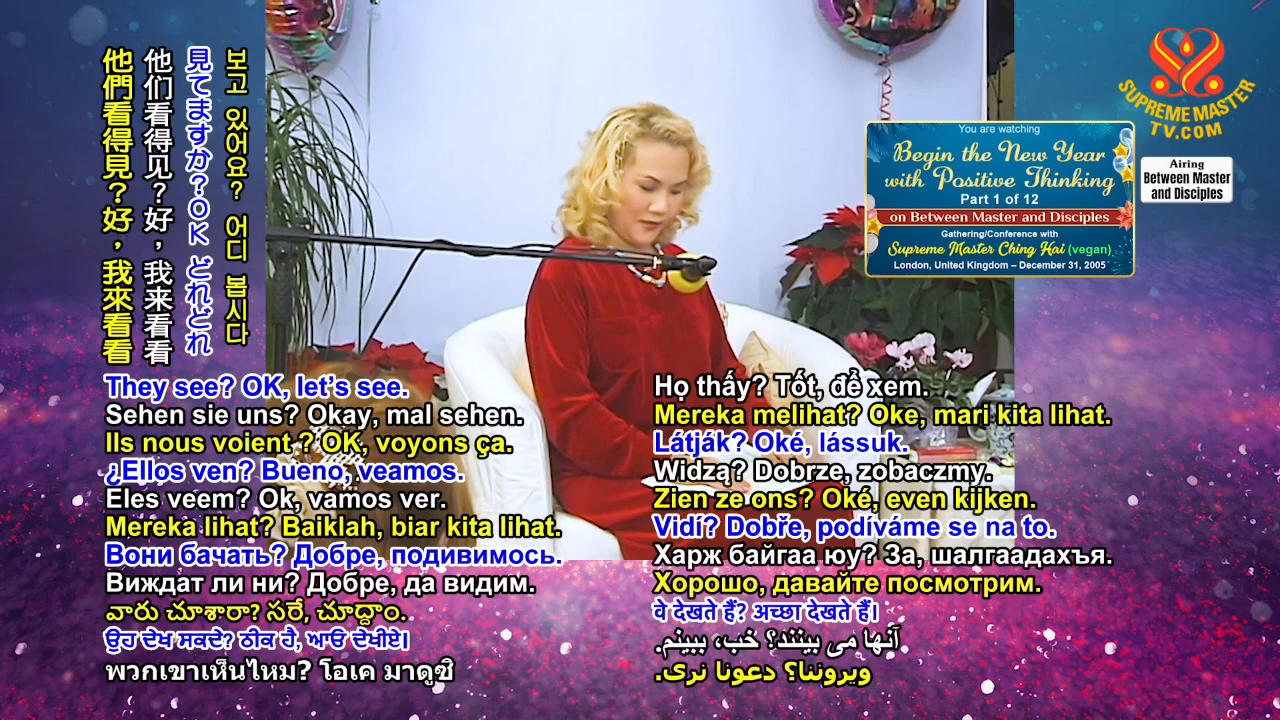 他們看得見？好，我來看看
他们看得见？好，我来看看
見てますか？OK どれどれ
보고 있어요？ 어디 봅시다
SUPREME MASTER
TV.COM
You are watching
Begin the New Year
with Positive Thinking
Part 1 of 12
on Between Master and Disciples
Gathering/Conference with
Supreme Master Ching Hai (vegan)
London, United Kingdom – December 31, 2005
Airing
Between Master
and Disciples
They see? OK, let’s see.
Sehen sie uns? Okay, mal sehen.
Ils nous voient ? OK, voyons ça.
¿Ellos ven? Bueno, veamos.
Eles veem? Ok, vamos ver.
Mereka lihat? Baiklah, biar kita lihat.
Вони бачать? Добре, подивимось.
Виждат ли ни? Добре, да видим.
వారు చూశారా? సరే, చూద్దాం.
ਉਹ ਦੇਖ ਸਕਦੇ? ਠੀਕ ਹੈ, ਆਓ ਦੇਖੀਏ।
พวกเขาเห็นไหม? โอเค มาดูซิ
Họ thấy? Tốt, để xem.
Mereka melihat? Oke, mari kita lihat.
Látják? Oké, lássuk.
Widzą? Dobrze, zobaczmy.
Zien ze ons? Oké, even kijken.
Vidí? Dobře, podíváme se na to.
Харж байгаа юу? За, шалгаадахъя.
Хорошо, давайте посмотрим.
वे देखते हैं? अच्छा देखते हैं।
آنها می بینند؟ خب، ببینم.
ويروننا؟ دعونا نرى.